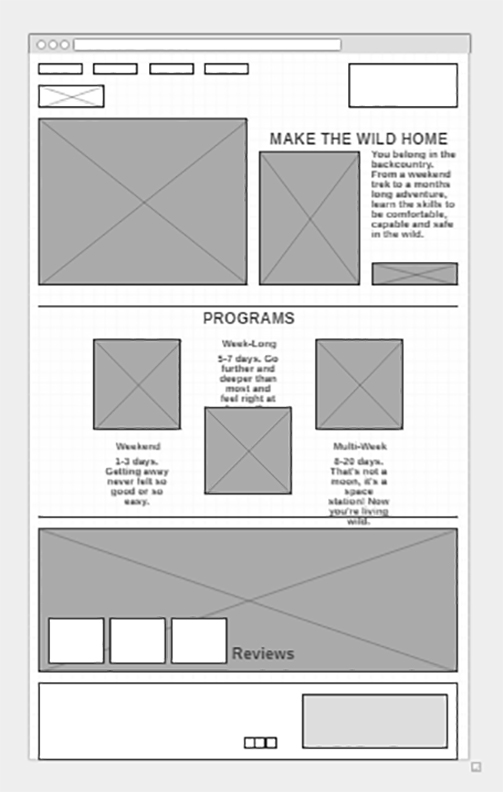 MAKE THE WILD HOME
You belong in the
backcountry.
From a weekend
trek to a months
long adventure,
learn the skills to
be comfortable,
capable and safe
in the wild.
PROGRAMS
Week-Long
5-7 days. Go
further and
deeper than
most and
feel right at
Weekend
1-3 days.
Getting away
never felt so
good or so
easy.
Multi-Week
8-20 days.
That's not a
moon, it's a
space
station! Now
you're living
wild.
Reviews